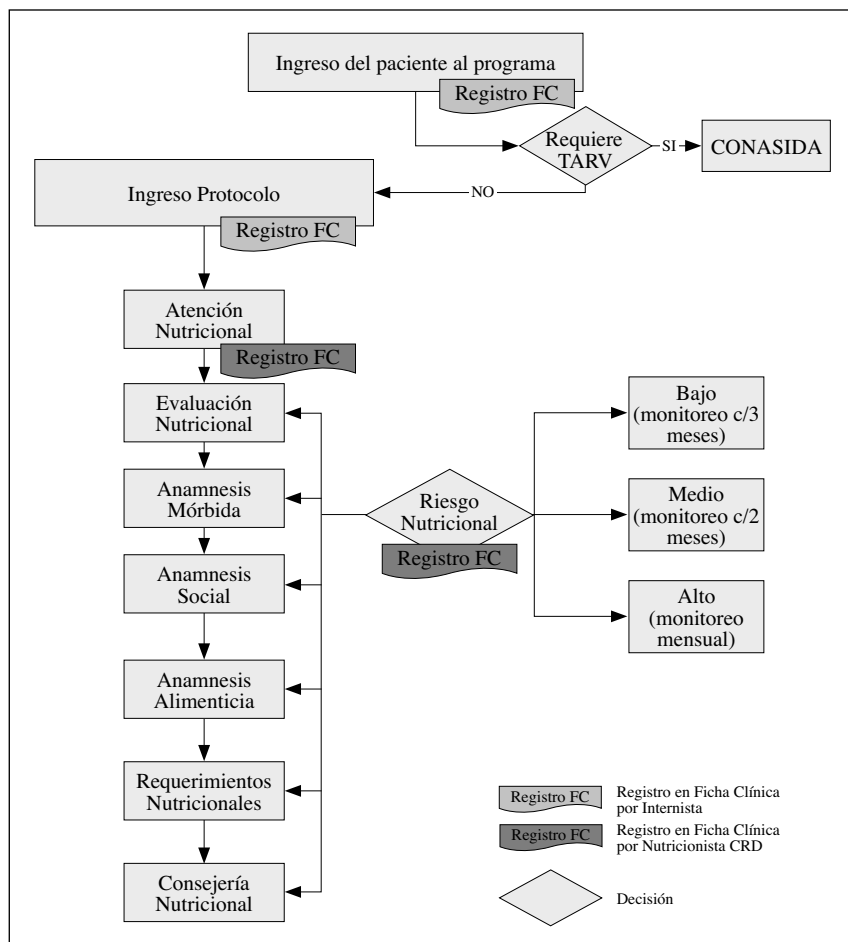 Ingreso del paciente al programa
Registro FC
Requiere
TARV
SI
CONASIDA
NO
Ingreso Protocolo
Registro FC
Atención
Nutricional
Registro FC
Evaluación
Nutricional
Anamnesis
Mórbida
Anamnesis
Social
Anamnesis
Alimenticia
Requerimientos
Nutricionales
Consejería
Nutricional
Riesgo
Nutricional
Registro FC
Bajo
(monitoreo c/3
meses)
Medio
(monitoreo c/2
meses)
Alto
(monitoreo
mensual)
Registro FC
Registro en Ficha Clínica
por Internista
Registro FC
Registro en Ficha Clínica
por Nutricionista CRD
Decisión